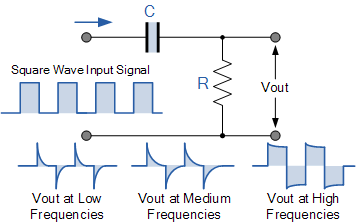 C
Square Wave Input Signal
R
Vout
Vout at Low
Frequencies
Vout at Medium
Frequencies
Vout at High
Frequencies